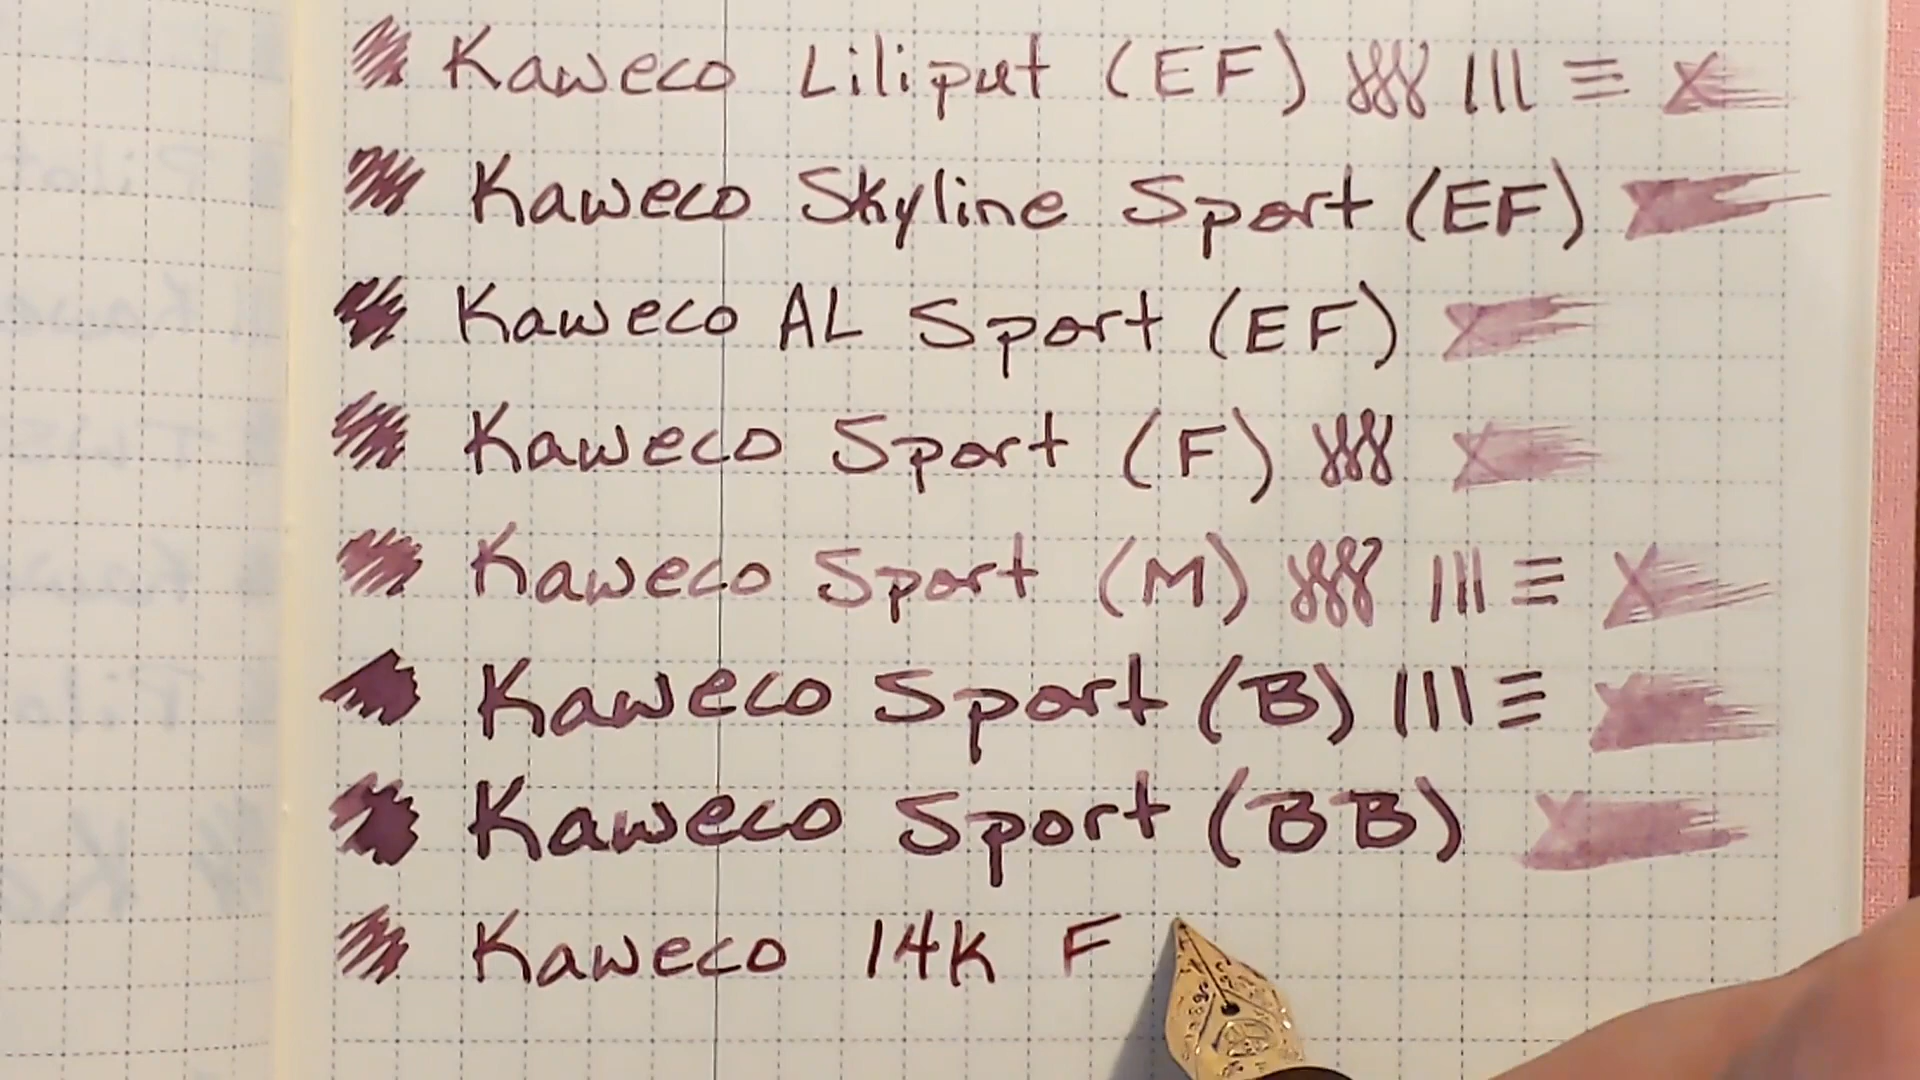 Kaweco Liliput (EF)
Kaweco Skyline Sport (EF)
Kaweco AL Sport (EF)
Kaweco Sport (F)
Kaweco Sport (M)
Kaweco Sport (B)
Kaweco Sport (BB)
Kaweco 14K F